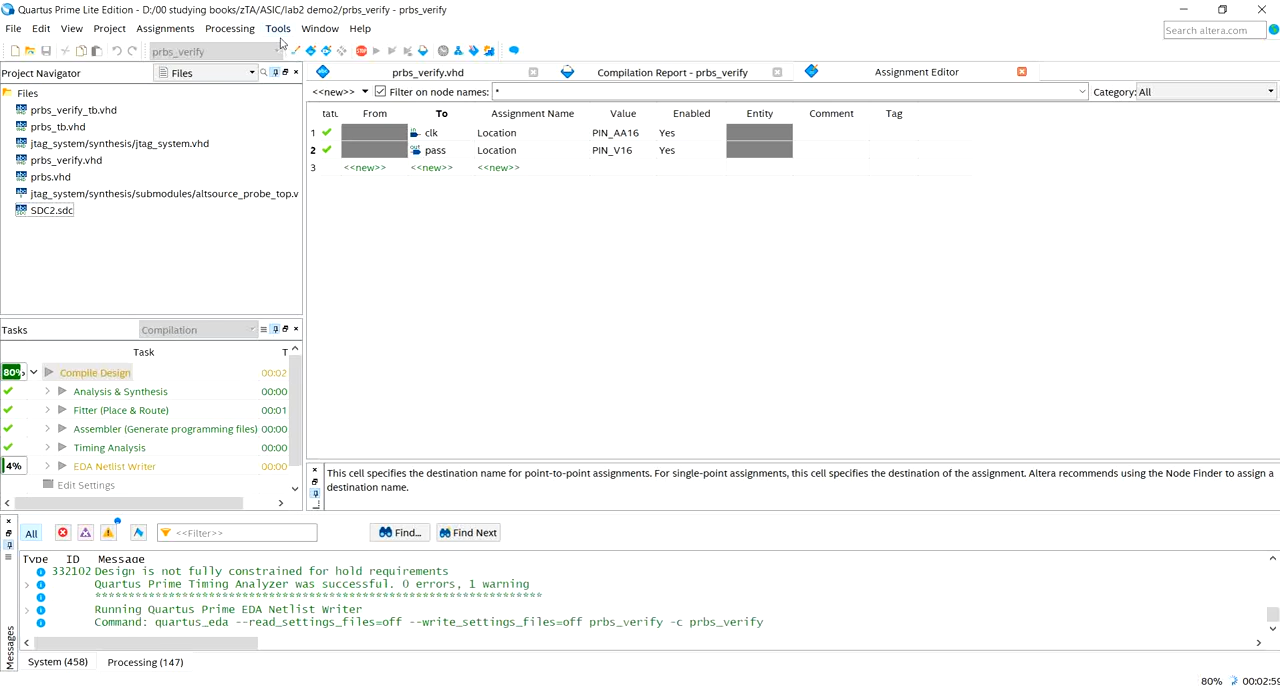 Quartus Prime Lite Edition - D:/00 studying books/zTA/ASIC/lab2 demo2/prbs_verify - prbs_verify
File Edit View Project Assignments Processing Tools Window Help
Search altera.com
prbs_verify
Project Navigator Files
prbs_verify.vhd Compilation Report - prbs_verify Assignment Editor
<<new>> Filter on node names: * Category: All
Files
prbs_verify_tb.vhd
prbs_tb.vhd
jtag_system/synthesis/jtag_system.vhd
prbs_verify.vhd
prbs.vhd
jtag_system/synthesis/submodules/altsource_probe_top.v
SDC2.sdc
tatu From To Assignment Name Value Enabled Entity Comment Tag
1 clk Location PIN_AA16 Yes
2 pass Location PIN_V16 Yes
3 <<new>> <<new>> <<new>>
Tasks Compilation
Task T
80% Compile Design 00:02
Analysis & Synthesis 00:00
Fitter (Place & Route) 00:01
Assembler (Generate programming files) 00:00
Timing Analysis 00:00
4% EDA Netlist Writer 00:00
Edit Settings
This cell specifies the destination name for point-to-point assignments. For single-point assignments, this cell specifies the destination of the assignment. Altera recommends using the Node Finder to assign a
destination name.
All <<Filter>> Find... Find Next
Type ID Message
332102 Design is not fully constrained for hold requirements
Quartus Prime Timing Analyzer was successful. 0 errors, 1 warning
*******************************************************************
Running Quartus Prime EDA Netlist Writer
Command: quartus_eda --read_settings_files=off --write_settings_files=off prbs_verify -c prbs_verify
Messages
System (458) Processing (147)
80% 00:02:59